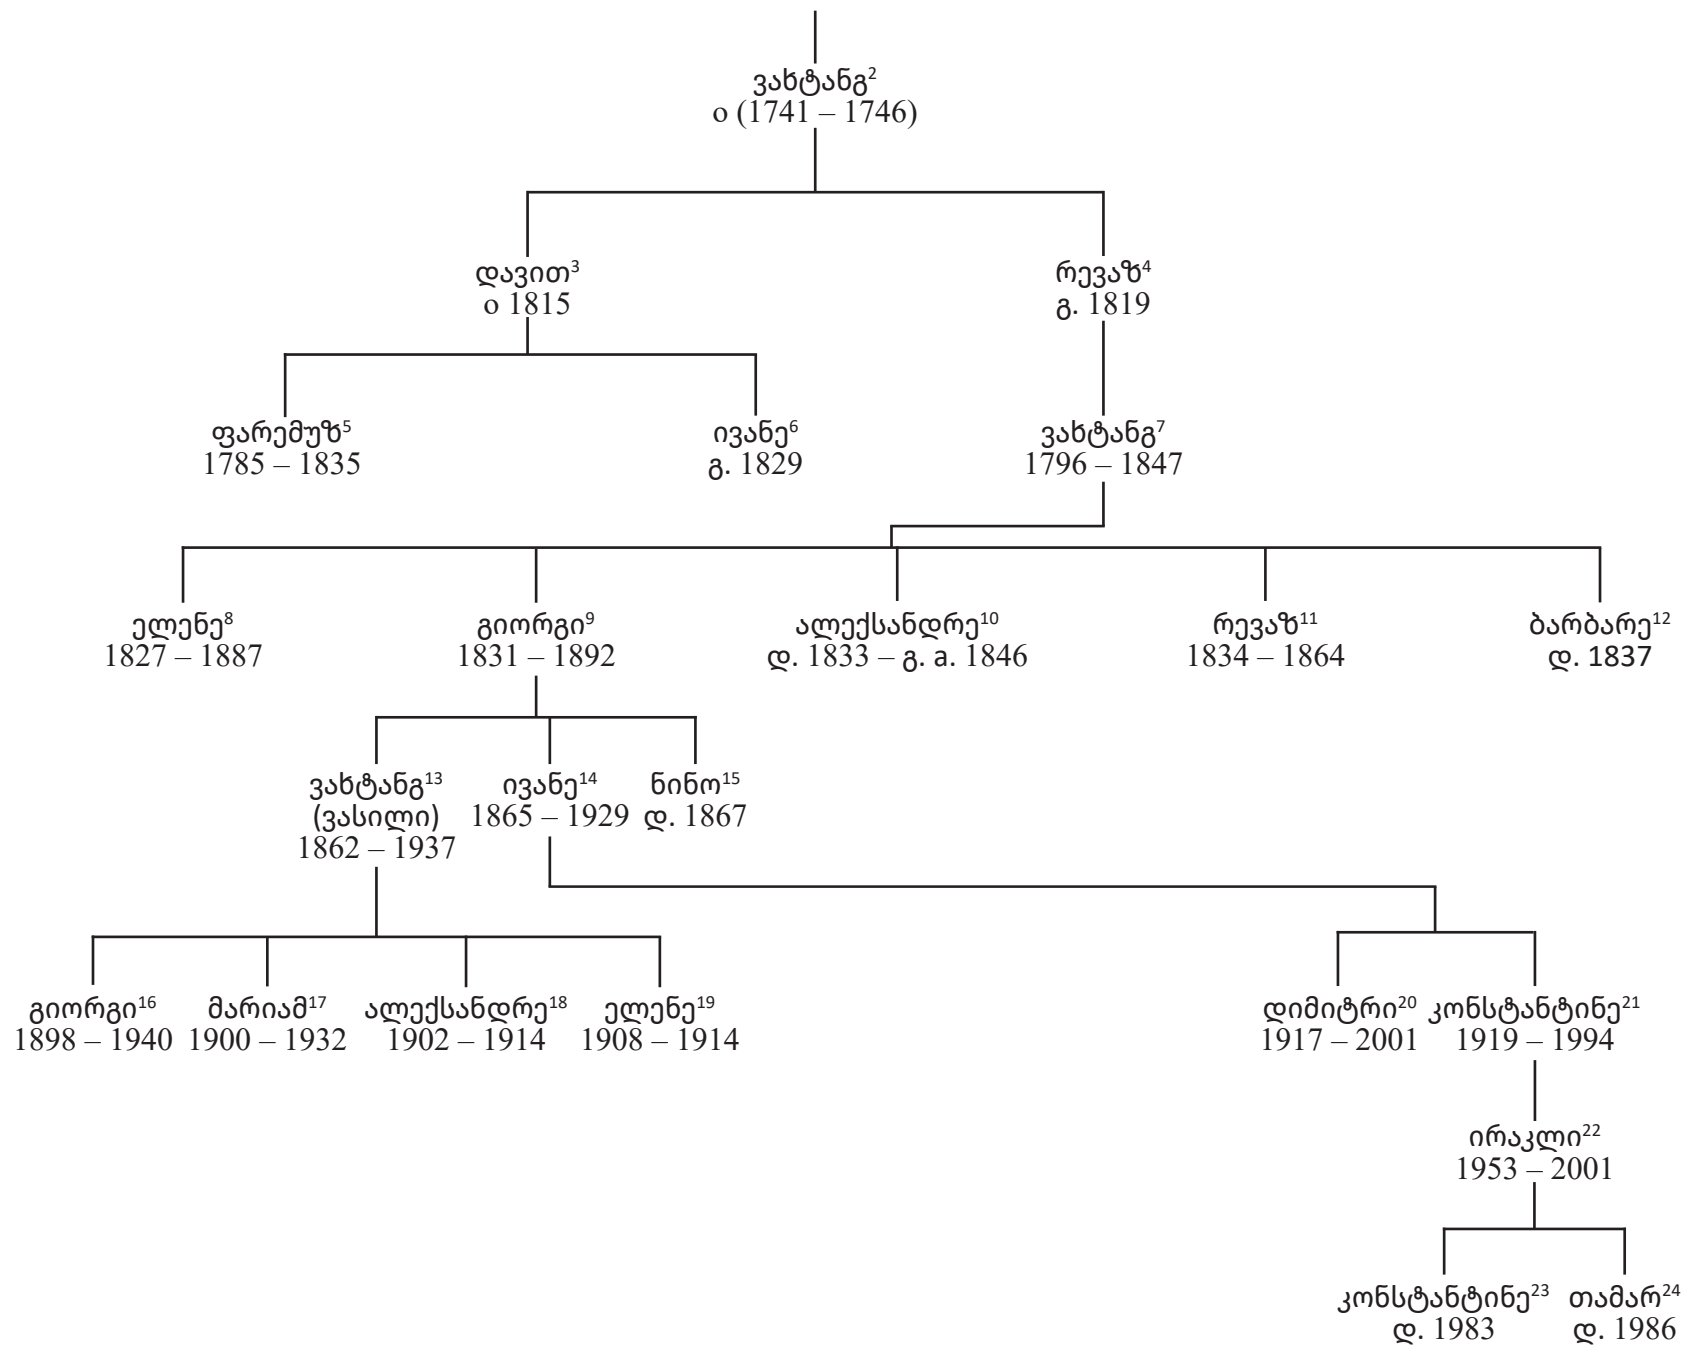 ვახტანგ²
o (1741 – 1746)
დავით³
o 1815
რევაზ⁴
გ. 1819
ფარემუზ⁵
1785 – 1835
ივანე⁶
გ. 1829
ვახტანგ⁷
1796 – 1847
ელენე⁸
1827 – 1887
გიორგი⁹
1831 – 1892
ალექსანდრე¹⁰
დ. 1833 – გ. a. 1846
რევაზ¹¹
1834 – 1864
ბარბარე¹²
დ. 1837
ვახტანგ¹³
(ვასილი)
1862 – 1937
ივანე¹⁴
1865 – 1929
ნინო¹⁵
დ. 1867
გიორგი¹⁶
1898 – 1940
მარიამ¹⁷
1900 – 1932
ალექსანდრე¹⁸
1902 – 1914
ელენე¹⁹
1908 – 1914
დიმიტრი²⁰
1917 – 2001
კონსტანტინე²¹
1919 – 1994
ირაკლი²²
1953 – 2001
კონსტანტინე²³
დ. 1983
თამარ²⁴
დ. 1986